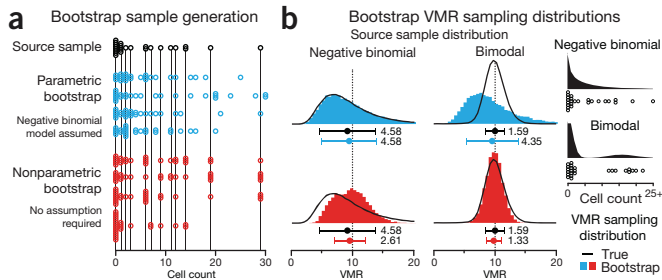 a
Bootstrap sample generation
Source sample
Parametric
bootstrap
Negative binomial
model assumed
Nonparametric
bootstrap
No assumption
required
0
10
20
30
Cell count
b
Bootstrap VMR sampling distributions
Source sample distribution
Negative binomial
Bimodal
4.58
4.58
1.59
4.35
4.58
2.61
1.59
1.33
0
10
20
VMR
0
10
20
VMR
Negative binomial
Bimodal
0
25+
Cell count
VMR sampling
distribution
True
Bootstrap